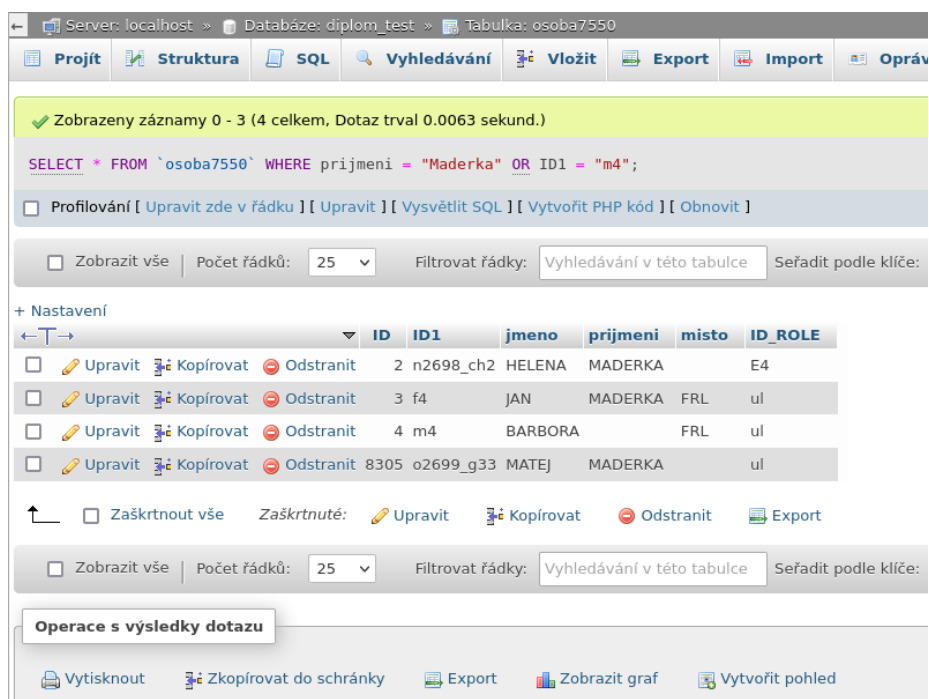 ← Server: localhost » Databáze: diplom_test » Tabulka: osoba7550
Projít Struktura SQL Vyhledávání Vložit Export Import Opráv
Zobrazeny záznamy 0 - 3 (4 celkem, Dotaz trval 0.0063 sekund.)
SELECT * FROM `osoba7550` WHERE prijmeni = "Maderka" OR ID1 = "m4";
Profilování [ Upravit zde v řádku ] [ Upravit ] [ Vysvětlit SQL ] [ Vytvořit PHP kód ] [ Obnovit ]
Zobrazit vše | Počet řádků: 25 Filtrovat řádky: Vyhledávání v této tabulce Seřadit podle klíče:
+ Nastavení
←T→ ID ID1 jmeno prijmeni misto ID_ROLE
Upravit Kopírovat Odstranit 2 n2698_ch2 HELENA MADERKA E4
Upravit Kopírovat Odstranit 3 f4 JAN MADERKA FRL ul
Upravit Kopírovat Odstranit 4 m4 BARBORA FRL ul
Upravit Kopírovat Odstranit 8305 o2699_g33 MATEJ MADERKA ul
Zaškrtnout vše Zaškrtnuté: Upravit Kopírovat Odstranit Export
Zobrazit vše | Počet řádků: 25 Filtrovat řádky: Vyhledávání v této tabulce Seřadit podle klíče:
Operace s výsledky dotazu
Vytisknout Zkopírovat do schránky Export Zobrazit graf Vytvořit pohled